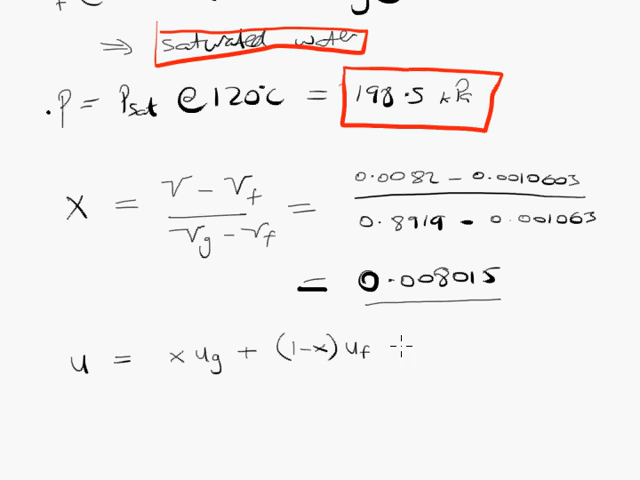 ⇒ saturated water
.P = Psat @ 120°C = 198.5 kPa
x = v - vf / vg - vf = 0.0082 - 0.0010603 / 0.8919 - 0.001063
= 0.008015
u = x ug + (1-x) uf